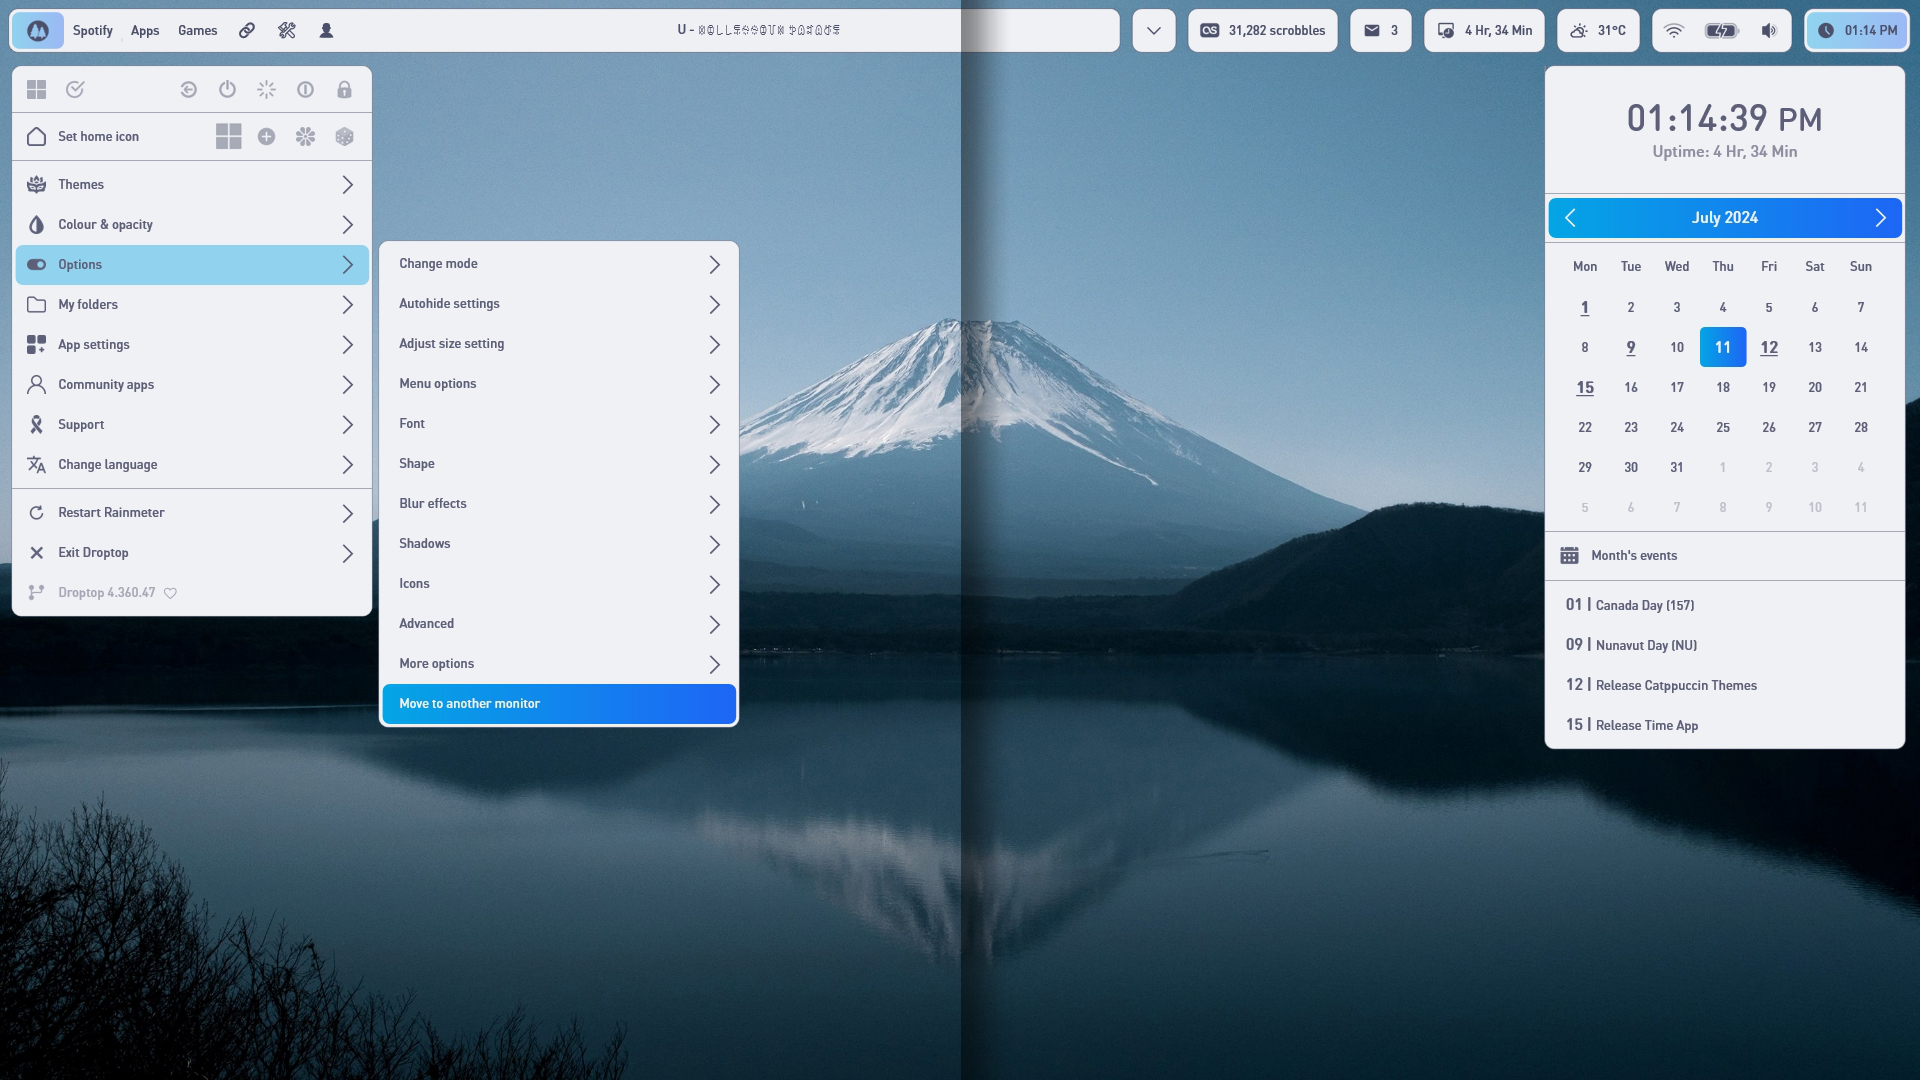 Spotify
Apps
Games
U -
31,282 scrobbles
3
4 Hr, 34 Min
31°C
01:14 PM
Set home icon
Themes
Colour & opacity
Options
My folders
App settings
Community apps
Support
Change language
Restart Rainmeter
Exit Droptop
Droptop 4.360.47
Change mode
Autohide settings
Adjust size setting
Menu options
Font
Shape
Blur effects
Shadows
Icons
Advanced
More options
Move to another monitor
01:14:39 PM
Uptime: 4 Hr, 34 Min
July 2024
Mon Tue Wed Thu Fri Sat Sun
1 2 3 4 5 6 7
8 9 10 11 12 13 14
15 16 17 18 19 20 21
22 23 24 25 26 27 28
29 30 31 1 2 3 4
5 6 7 8 9 10 11
Month's events
01 | Canada Day (157)
09 | Nunavut Day (NU)
12 | Release Catppuccin Themes
15 | Release Time App